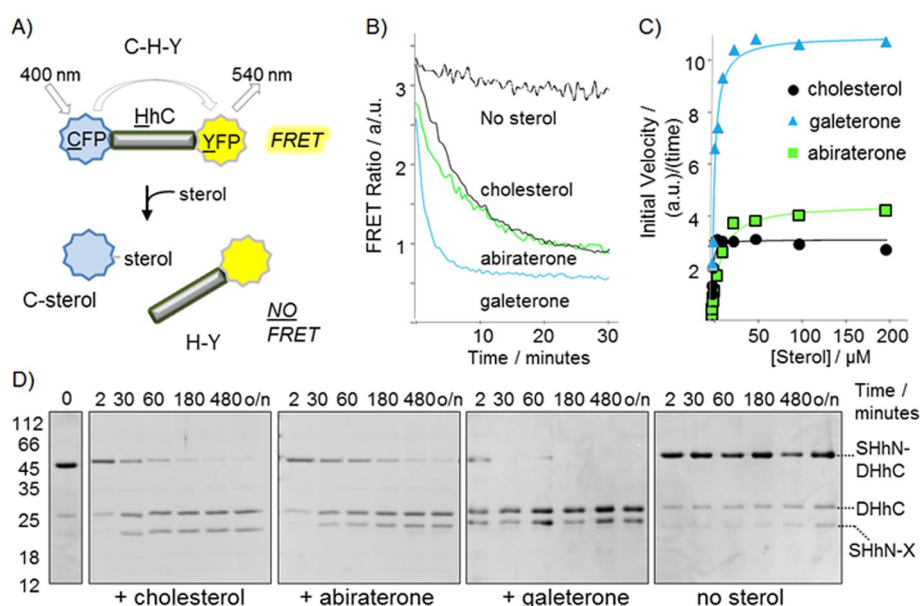 A)
C-H-Y
400 nm
540 nm
HhC
CFP
YFP
FRET
sterol
sterol
C-sterol
H-Y
NO
FRET
B)
FRET Ratio / a/.u.
3
2
1
No sterol
cholesterol
abiraterone
galeterone
10 20 30
Time / minutes
C)
Initial Velocity /
(a.u.)/(time)
10
8
6
4
2
cholesterol
galeterone
abiraterone
0 50 100 150 200
[Sterol] / µM
D)
0 2 30 60 180 480 o/n 2 30 60 180 480 o/n 2 30 60 180 480 o/n 2 30 60 180 480 o/n Time /
minutes
112
66
45
35
25
18
12
SHhN-
DHhC
DHhC
SHhN-X
+ cholesterol + abiraterone + galeterone no sterol